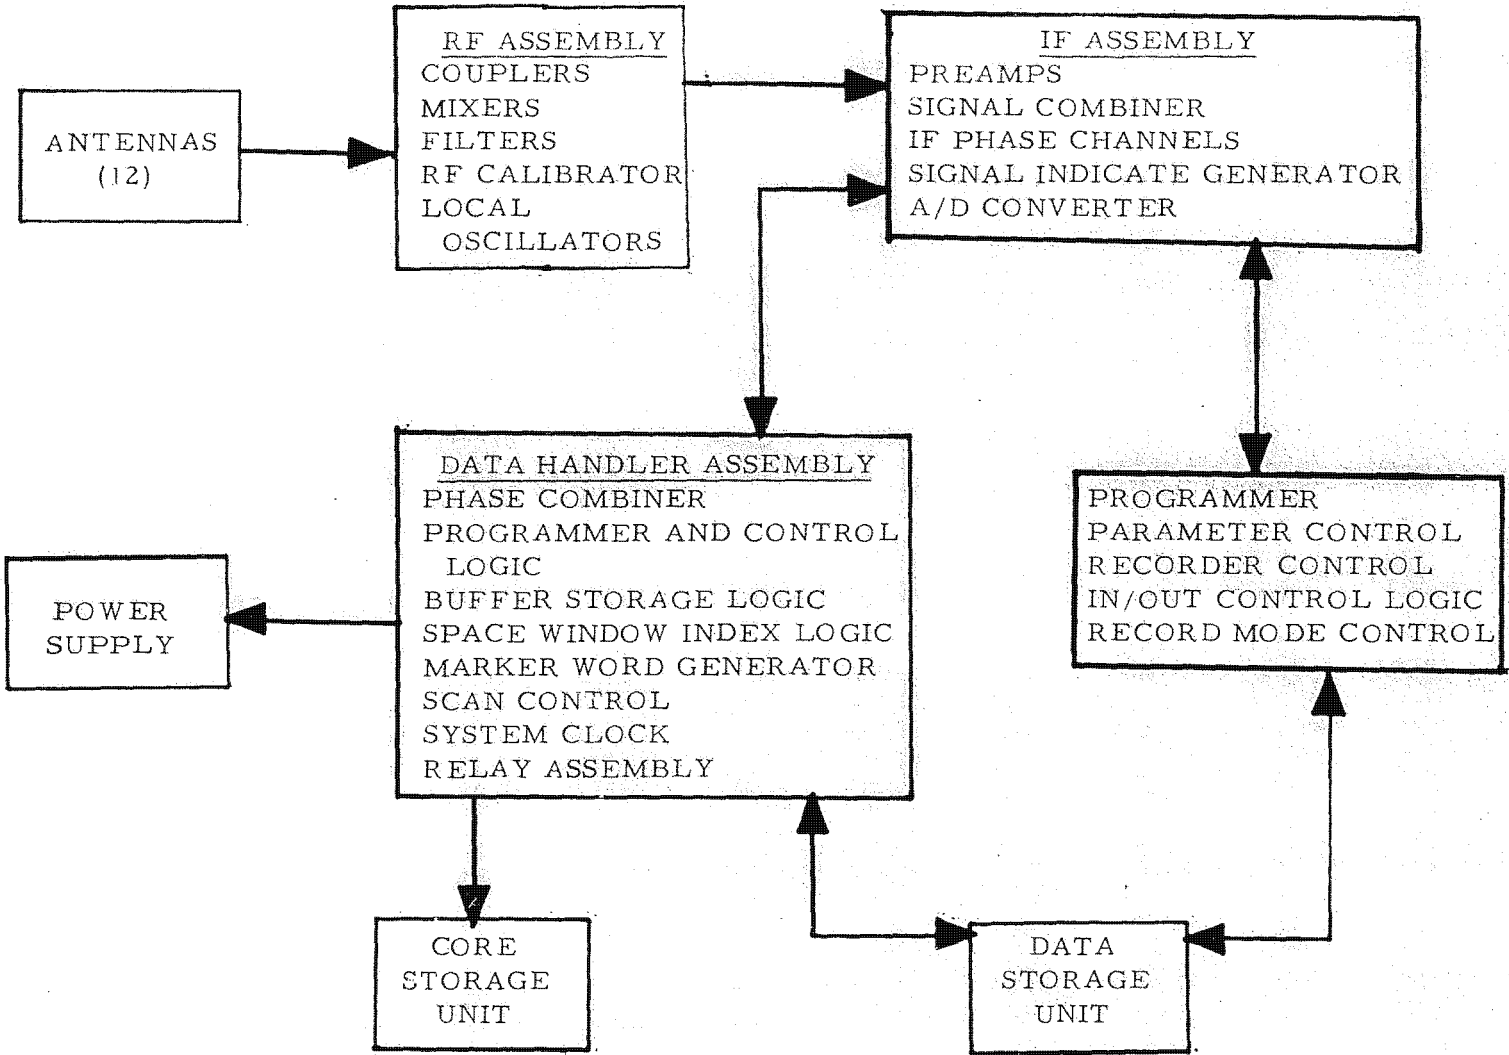 ANTENNAS
(12)
RF ASSEMBLY
COUPLERS
MIXERS
FILTERS
RF CALIBRATOR
LOCAL
OSCILLATORS
IF ASSEMBLY
PREAMPS
SIGNAL COMBINER
IF PHASE CHANNELS
SIGNAL INDICATE GENERATOR
A/D CONVERTER
POWER
SUPPLY
DATA HANDLER ASSEMBLY
PHASE COMBINER
PROGRAMMER AND CONTROL
LOGIC
BUFFER STORAGE LOGIC
SPACE WINDOW INDEX LOGIC
MARKER WORD GENERATOR
SCAN CONTROL
SYSTEM CLOCK
RELAY ASSEMBLY
PROGRAMMER
PARAMETER CONTROL
RECORDER CONTROL
IN/OUT CONTROL LOGIC
RECORD MODE CONTROL
CORE
STORAGE
UNIT
DATA
STORAGE
UNIT